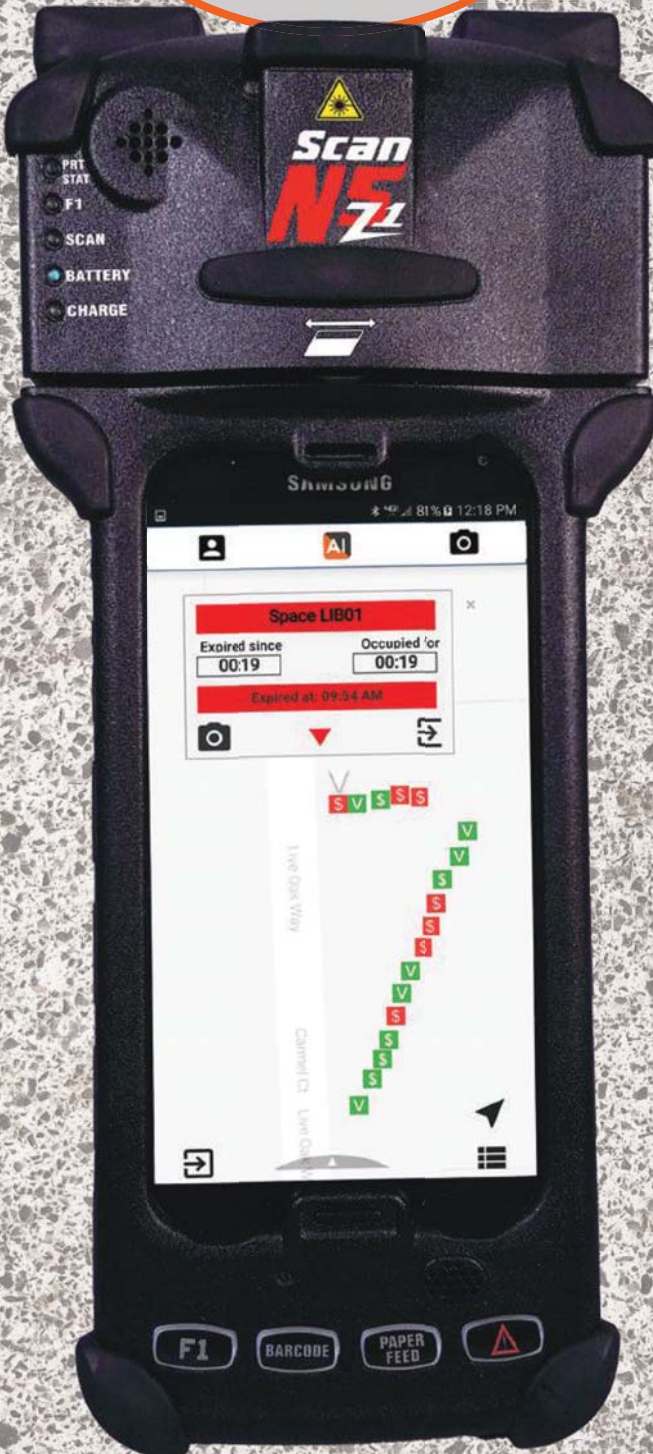 Scan
N5
Z1
PRT
STAT
F1
SCAN
BATTERY
CHARGE
SAMSUNG
81% 12:18 PM
AI
Space LIB01
Expired since
Occupied for
00:19
00:19
Expired at: 09:54 AM
V
$ V $ $ $
V
V
$
$
$
$
V
V
$
$
$
$
V
Live Oak Way
Carmel Ct
F1
BARCODE
PAPER
FEED